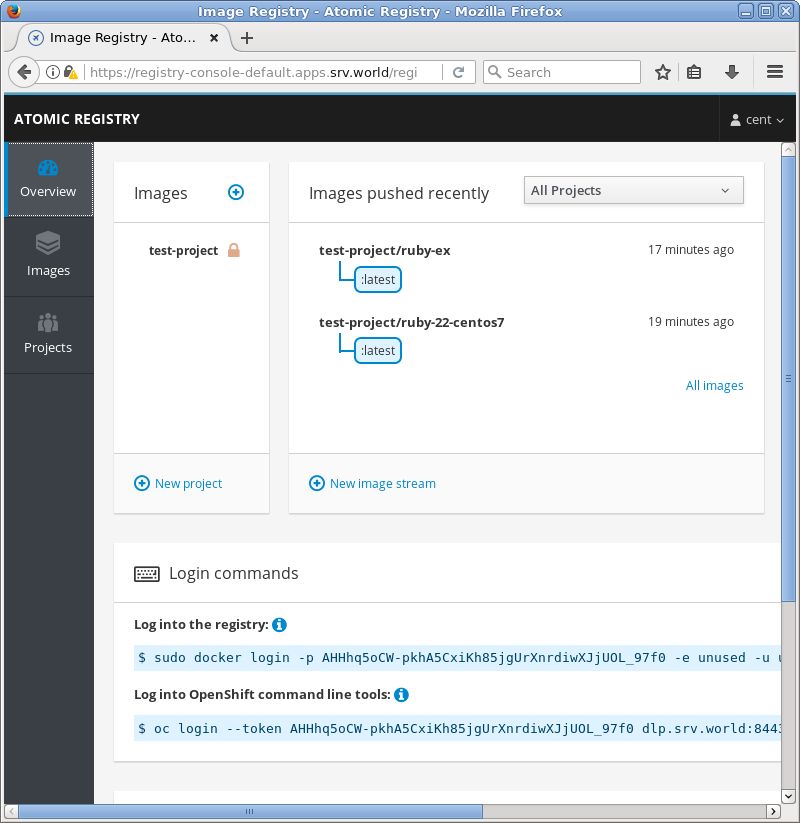 Image Registry - Atomic Registry - Mozilla Firefox
Image Registry - Ato...
https://registry-console-default.apps.srv.world/regi
Search
ATOMIC REGISTRY
cent
Overview
Images
Projects
Images
test-project
New project
Images pushed recently
All Projects
test-project/ruby-ex
17 minutes ago
:latest
test-project/ruby-22-centos7
19 minutes ago
:latest
All images
New image stream
Login commands
Log into the registry:
$ sudo docker login -p AHHhq5oCW-pkhA5CxiKh85jgUrXnrdiwXJjUOL_97f0 -e unused -u
Log into OpenShift command line tools:
$ oc login --token AHHhq5oCW-pkhA5CxiKh85jgUrXnrdiwXJjUOL_97f0 dlp.srv.world:8443